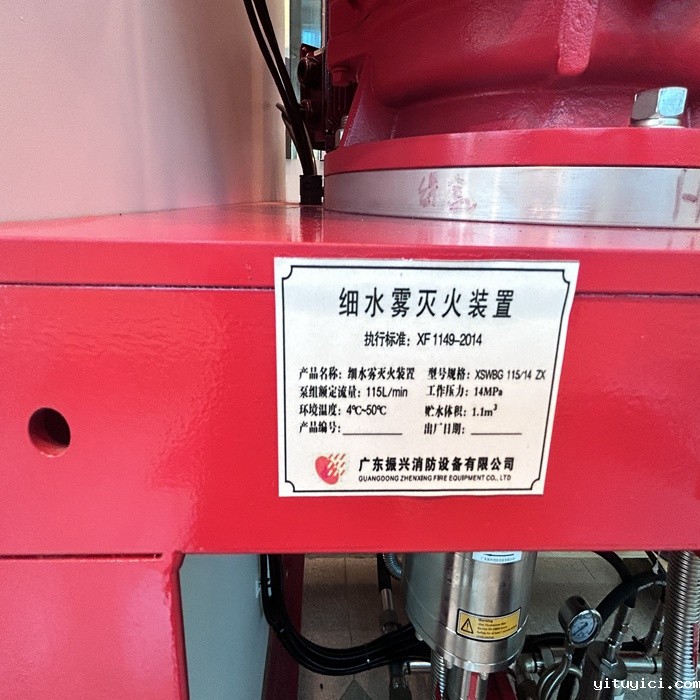 细水雾灭火装置
执行标准：XF 1149-2014
产品名称：细水雾灭火装置 型号规格：XSWBG 115/14 ZX
泵组额定流量：115L/min 工作压力：14MPa
环境温度：4℃~50℃ 贮水体积：1.1m³
产品编号：________ 出厂日期：________
广东振兴消防设备有限公司
GUANGDONG ZHENXING FIRE EQUIPMENT CO., LTD
Warning
yituyici.com